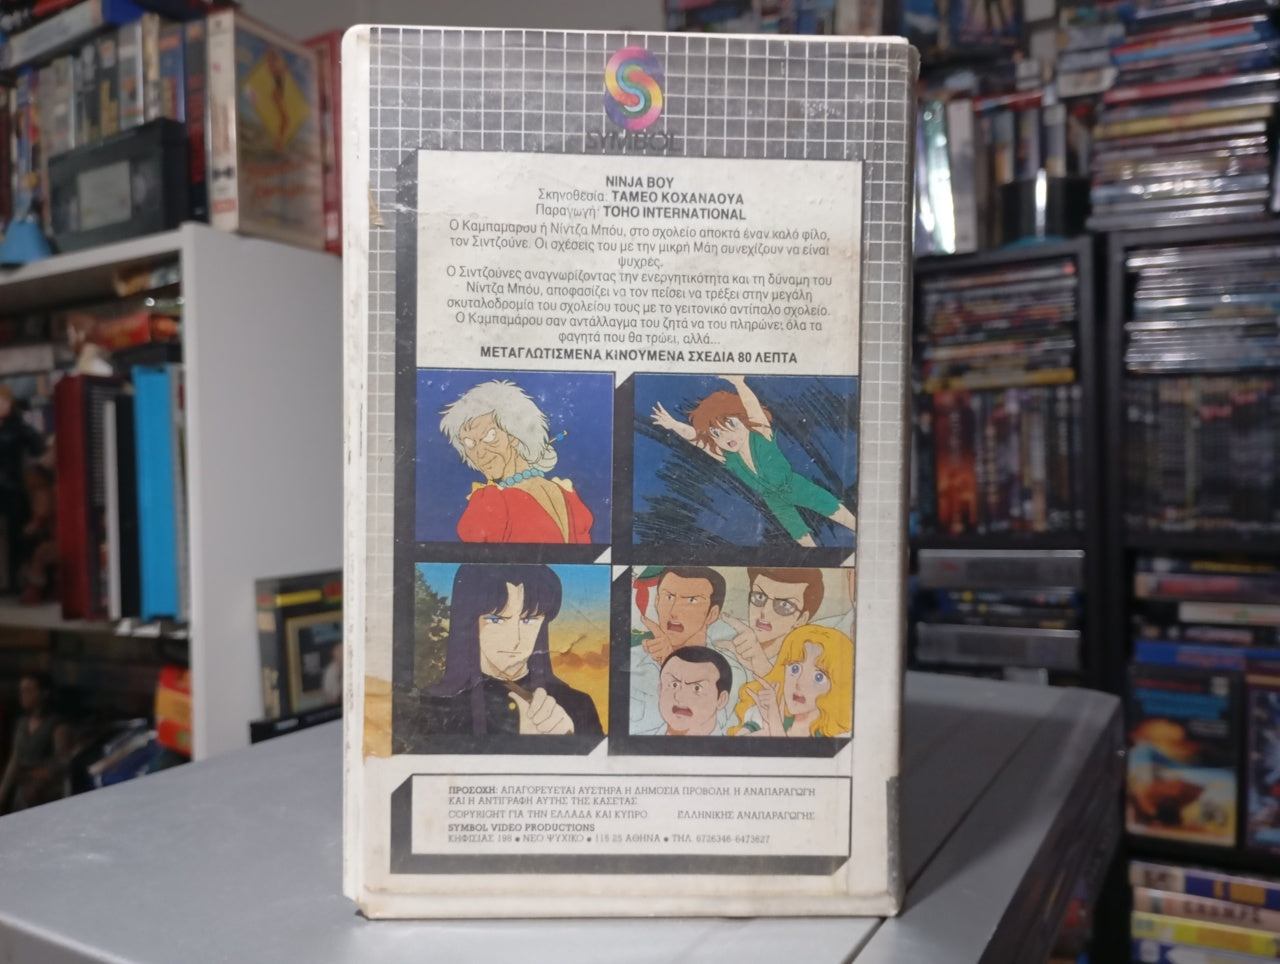 SYMBOL
NINJA BOY
Σκηνοθεσία: ΤΑΜΕΟ ΚΟΧΑΝΑΟΥΑ
Παραγωγή: TOHO INTERNATIONAL
Ο Καμπαμαρου ή Νίντζα Μπόυ, στο σχολείο αποκτά έναν καλό φίλο,
τον Σιντζούνε. Οι σχέσεις του με την μικρή Μάη συνεχίζουν να είναι
ψυχρές.
Ο Σιντζούνες αναγνωρίζοντας την ενεργητικότητα και τη δύναμη του
Νίντζα Μπόυ, αποφασίζει να τον πείσει να τρέξει στην μεγάλη
σκυταλοδρομία του σχολείου τους με το γειτονικό αντίπαλο σχολείο.
Ο Καμπαμάρου σαν αντάλλαγμα του ζητά να του πληρώνει όλα τα
φαγητά που θα τρώει, αλλά...
ΜΕΤΑΓΛΩΤΙΣΜΕΝΑ ΚιΝΟΥΜΕΝΑ ΣΧΕΔΙΑ 80 ΛΕΠΤΑ
ΠΡΟΣΟΧΗ: ΑΠΑΓΟΡΕΥΕΤΑΙ ΑΥΣΤΗΡΑ Η ΔΗΜΟΣΙΑ ΠΡΟΒΟΛΗ, Η ΑΝΑΠΑΡΑΓΩΓΗ
ΚΑΙ Η ΑΝΤΙΓΡΑΦΗ ΑΥΤΗΣ ΤΗΣ ΚΑΣΕΤΑΣ
COPYRIGHT ΓΙΑ ΤΗΝ ΕΛΛΑΔΑ ΚΑΙ ΚΥΠΡΟ ΕΛΛΗΝΙΚΗΣ ΑΝΑΠΑΡΑΓΩΓΗΣ
SYMBOL VIDEO PRODUCTIONS
ΚΗΦΙΣΙΑΣ 198 • ΝΕΟ ΨΥΧΙΚΟ • 115 25 ΑΘΗΝΑ • ΤΗΛ. 6726346-6473627